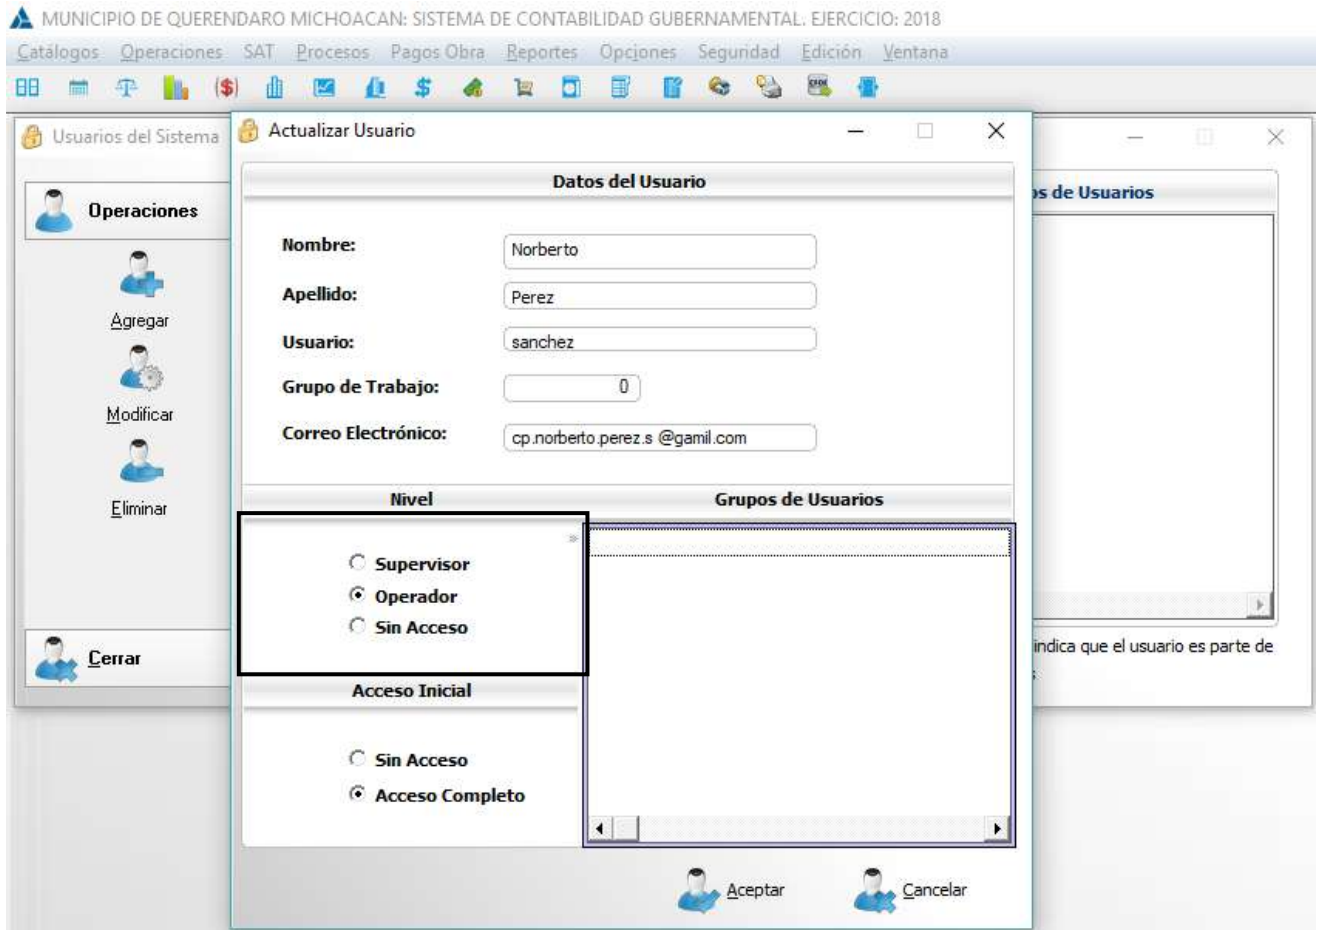 MUNICIPIO DE QUERENDARO MICHOACAN: SISTEMA DE CONTABILIDAD GUBERNAMENTAL. EJERCICIO: 2018
Catálogos Operaciones SAT Procesos Pagos Obra Reportes Opciones Seguridad Edición Ventana
Usuarios del Sistema
Actualizar Usuario
Datos del Usuario
os de Usuarios
Operaciones
Nombre: Norberto
Agregar
Apellido: Perez
Usuario: sanchez
Grupo de Trabajo: 0
Modificar
Correo Electrónico: cp.norberto.perez.s @gamil.com
Nivel
Grupos de Usuarios
Eliminar
Supervisor
Operador
Sin Acceso
Cerrar
indica que el usuario es parte de
Acceso Inicial
Sin Acceso
Acceso Completo
Aceptar
Cancelar